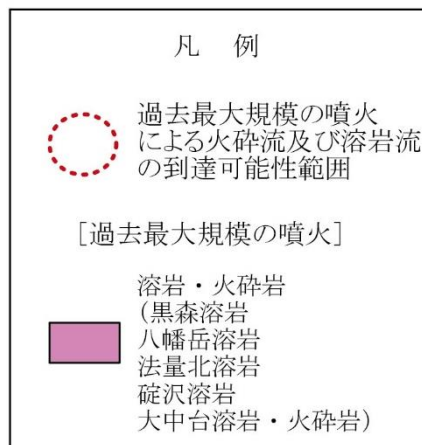 凡 例
過去最大規模の噴火
による火砕流及び溶岩流
の到達可能性範囲
[過去最大規模の噴火]
溶岩・火砕岩
(黒森溶岩
八幡岳溶岩
法量北溶岩
碇沢溶岩
大中台溶岩・火砕岩)